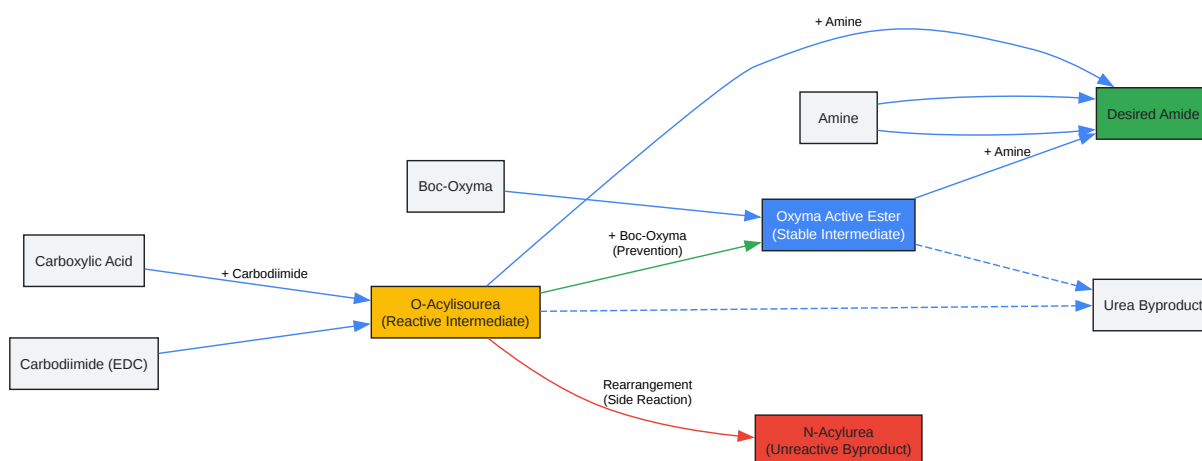 + Amine
Amine
Desired Amide
+ Amine
Boc-Oxyma
Oxyma Active Ester
(Stable Intermediate)
+ Boc-Oxyma
(Prevention)
Carboxylic Acid
+ Carbodiimide
O-Acylisourea
(Reactive Intermediate)
Urea Byproduct
Carbodiimide (EDC)
Rearrangement
(Side Reaction)
N-Acylurea
(Unreactive Byproduct)